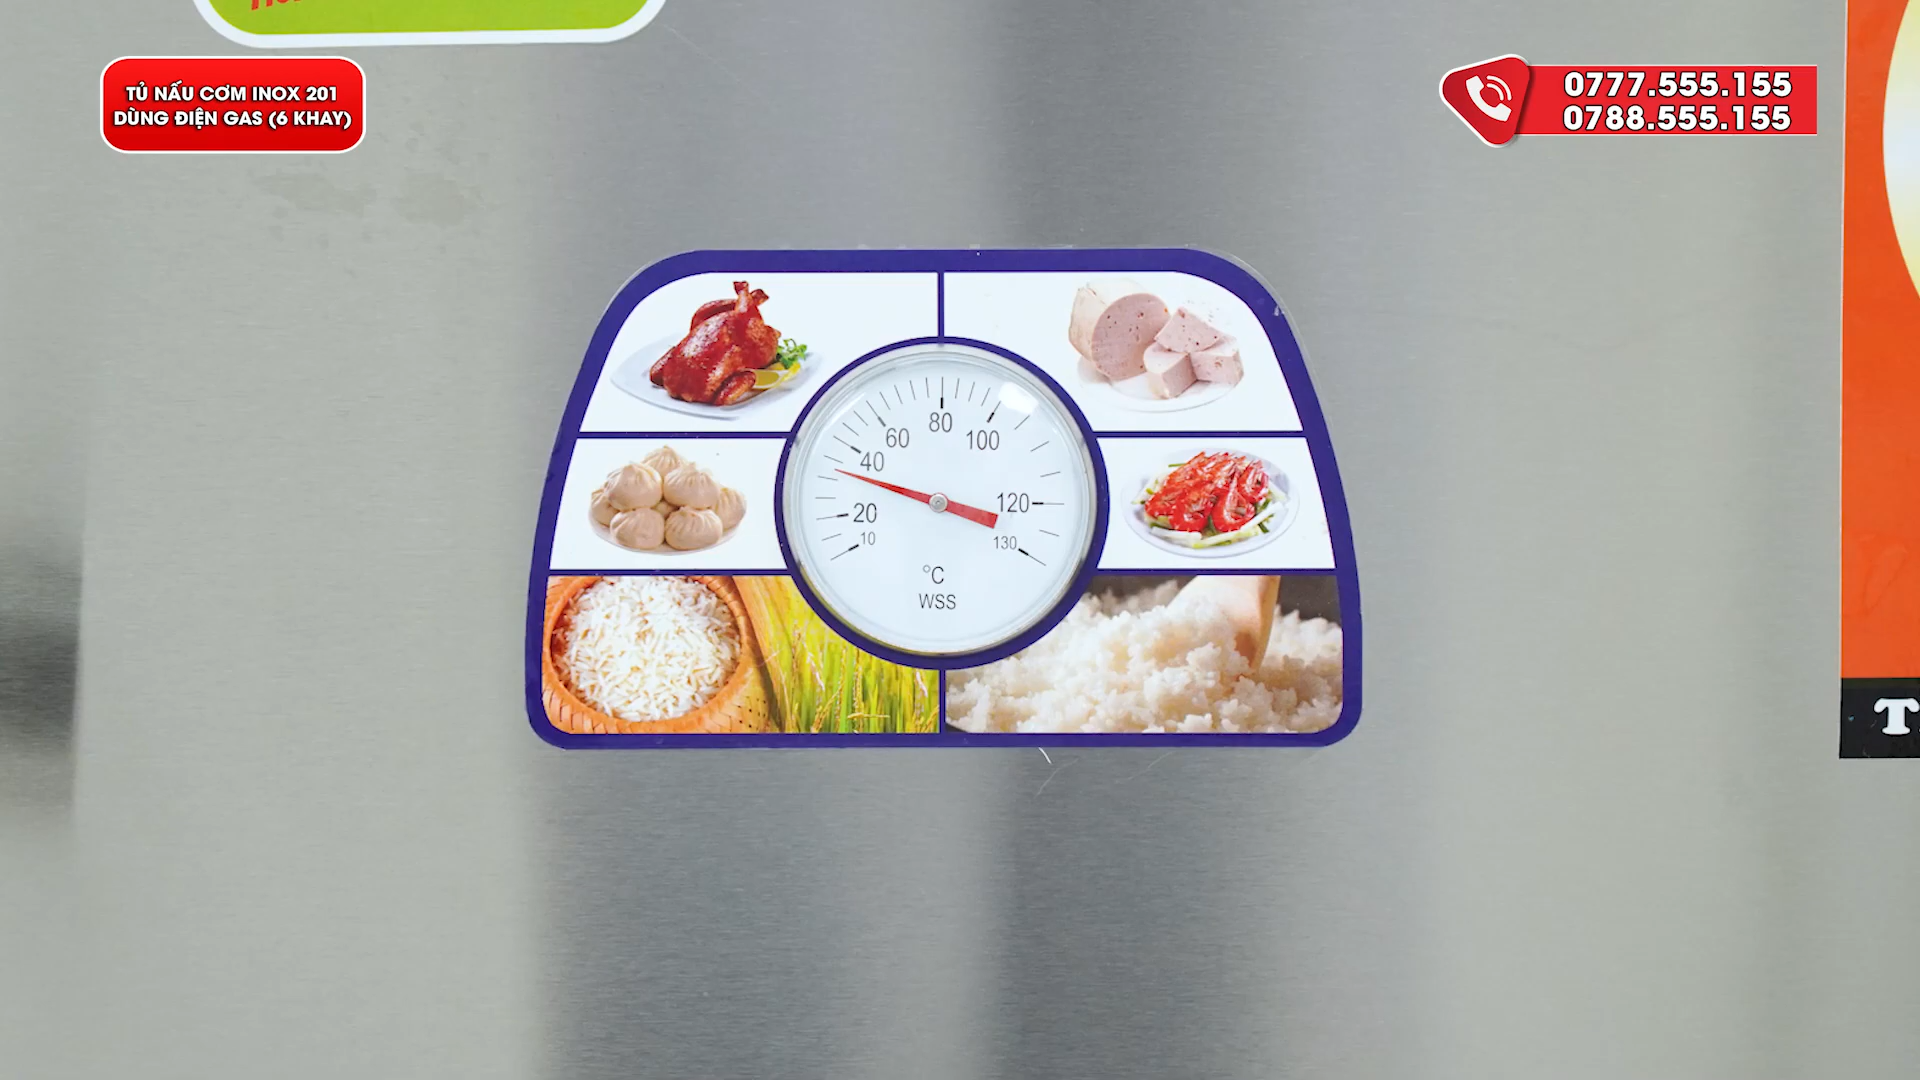 TỦ NẤU CƠM INOX 201
DÙNG ĐIỆN GAS (6 KHAY)
0777.555.155
0788.555.155
80
60
100
40
120
20
10
130
°C
WSS